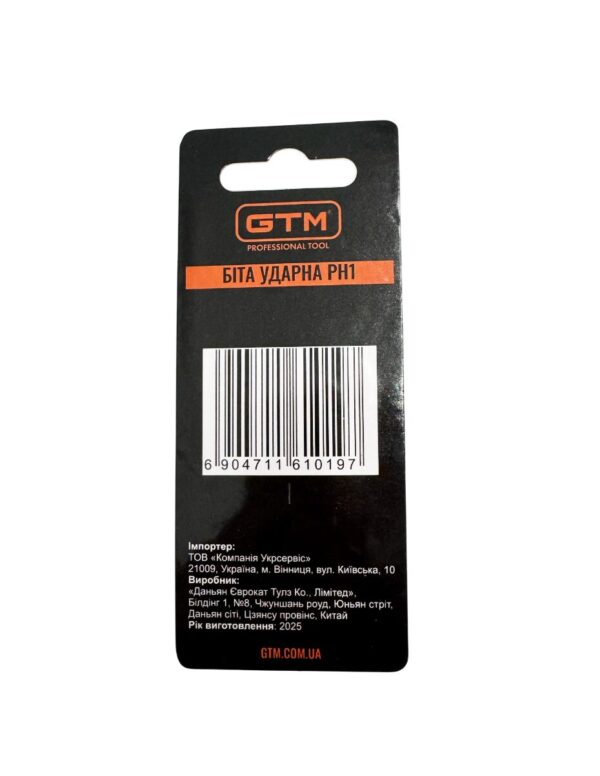 GTM
PROFESSIONAL TOOL
БІТА УДАРНА PH1
6 904711 610197
Імпортер:
ТОВ «Компанія Укрсервіс»
21009, Україна, м. Вінниця, вул. Київська, 10
Виробник:
«Даньян Єврокат Тулз Ко., Лімітед»,
Білдінг 1, №8, Чжуншань роуд, Юньян стріт,
Даньян сіті, Цзянсу провінс, Китай
Рік виготовлення: 2025
GTM.COM.UA